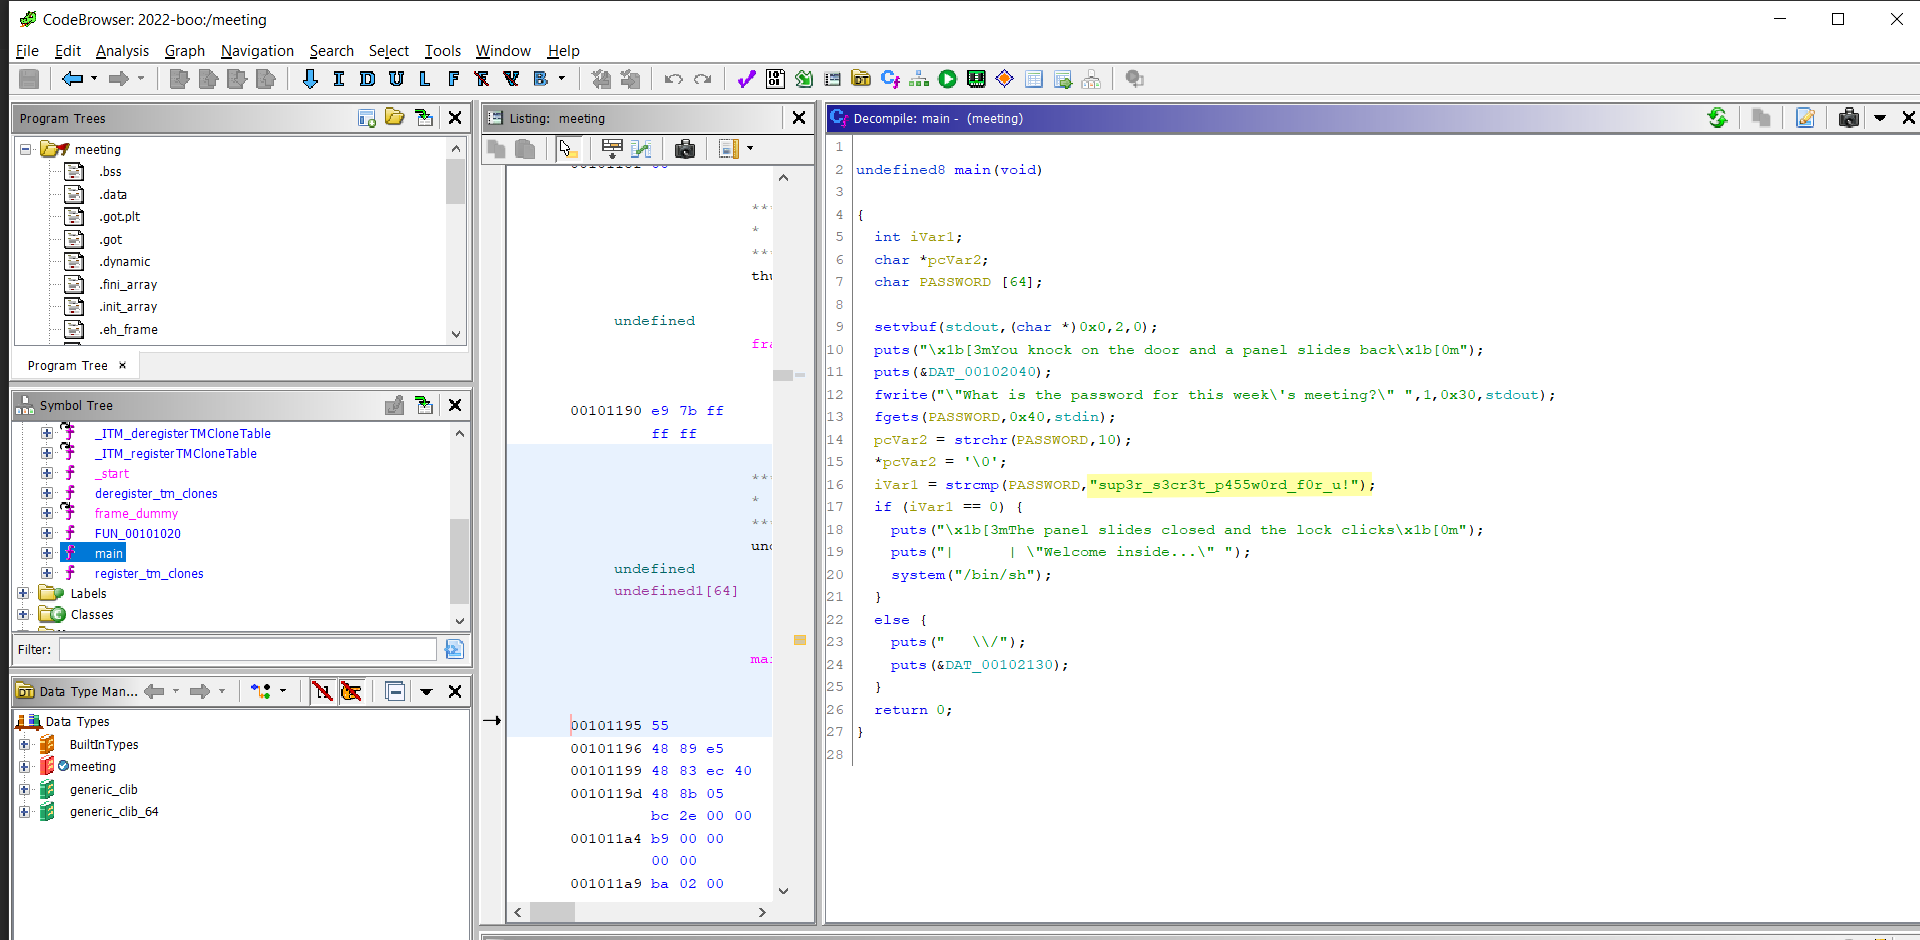 CodeBrowser: 2022-boo:/meeting
File Edit Analysis Graph Navigation Search Select Tools Window Help
I D U L F V B
Program Trees
meeting
.bss
.data
.got.plt
.got
.dynamic
.fini_array
.init_array
.eh_frame
Program Tree ×
Symbol Tree
_ITM_deregisterTMCloneTable
_ITM_registerTMCloneTable
_start
deregister_tm_clones
frame_dummy
FUN_00101020
main
register_tm_clones
Labels
Classes
Filter:
Data Type Man...
Data Types
BuiltInTypes
meeting
generic_clib
generic_clib_64
Listing: meeting
**
*
**
thu
undefined
fra
00101190 e9 7b ff
ff ff
**
*
**
und
undefined
undefined1[64]
mai
00101195 55
00101196 48 89 e5
00101199 48 83 ec 40
0010119d 48 8b 05
bc 2e 00 00
001011a4 b9 00 00
00 00
001011a9 ba 02 00
Decompile: main - (meeting)
1
2 undefined8 main(void)
3
4 {
5 int iVar1;
6 char *pcVar2;
7 char PASSWORD [64];
8
9 setvbuf(stdout,(char *)0x0,2,0);
10 puts("\x1b[3mYou knock on the door and a panel slides back\x1b[0m");
11 puts(&DAT_00102040);
12 fwrite("\"What is the password for this week\'s meeting?\" ",1,0x30,stdout);
13 fgets(PASSWORD,0x40,stdin);
14 pcVar2 = strchr(PASSWORD,10);
15 *pcVar2 = '\0';
16 iVar1 = strcmp(PASSWORD,"sup3r_s3cr3t_p455w0rd_f0r_u!");
17 if (iVar1 == 0) {
18 puts("\x1b[3mThe panel slides closed and the lock clicks\x1b[0m");
19 puts("|      | \"Welcome inside...\" ");
20 system("/bin/sh");
21 }
22 else {
23 puts("   \\/");
24 puts(&DAT_00102130);
25 }
26 return 0;
27 }
28